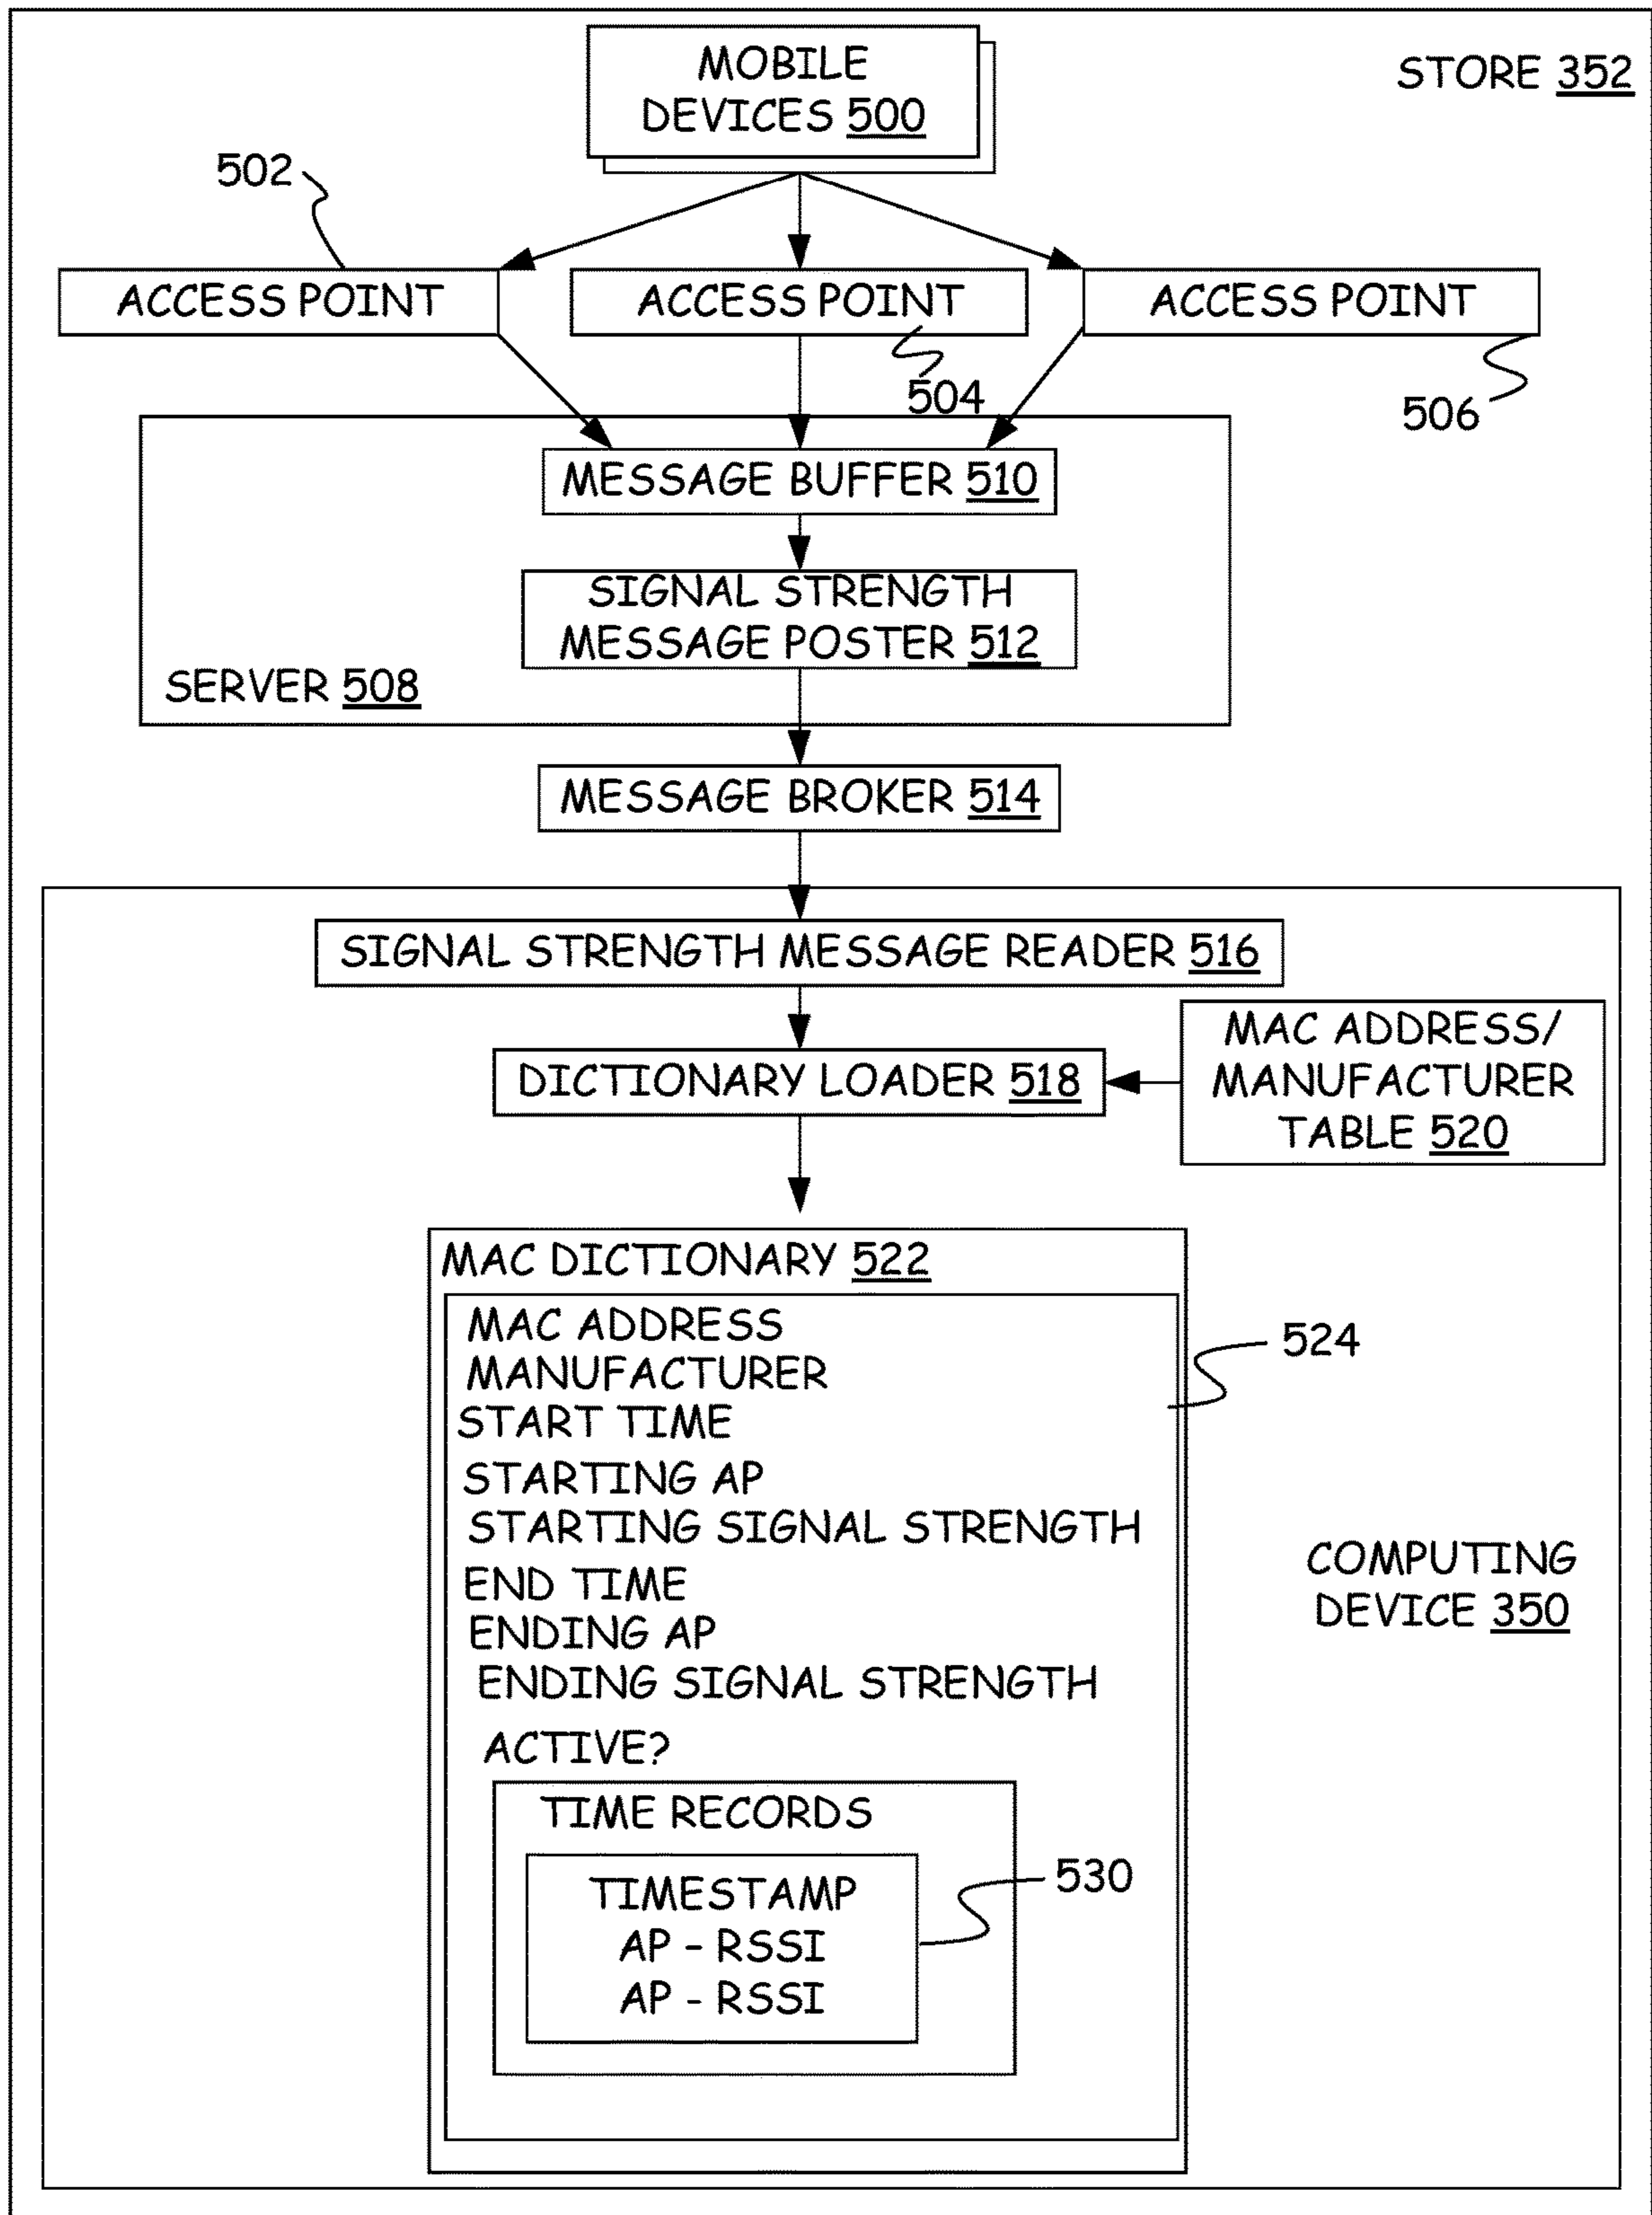 MOBILE
DEVICES 500
STORE 352
502
ACCESS POINT
ACCESS POINT
ACCESS POINT
504
506
MESSAGE BUFFER 510
SIGNAL STRENGTH
MESSAGE POSTER 512
SERVER 508
MESSAGE BROKER 514
SIGNAL STRENGTH MESSAGE READER 516
MAC ADDRESS/
MANUFACTURER
TABLE 520
DICTIONARY LOADER 518
MAC DICTIONARY 522
MAC ADDRESS
MANUFACTURER
START TIME
STARTING AP
STARTING SIGNAL STRENGTH
END TIME
ENDING AP
ENDING SIGNAL STRENGTH
ACTIVE?
524
COMPUTING
DEVICE 350
TIME RECORDS
TIMESTAMP
AP - RSSI
AP - RSSI
530